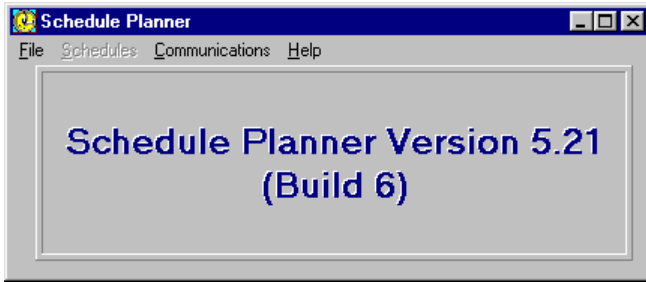 Schedule Planner
File Schedules Communications Help
Schedule Planner Version 5.21
(Build 6)